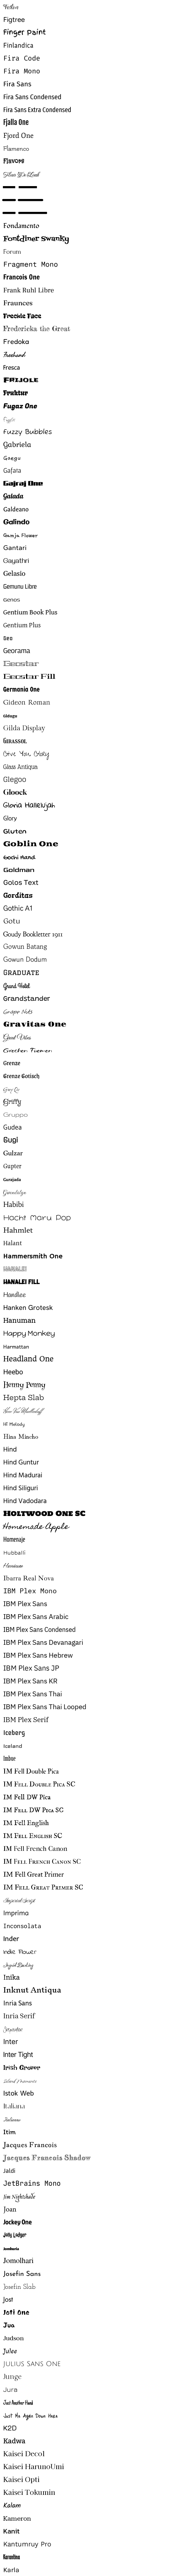 Figtree
Finger Paint
Finlandica
Fira Code
Fira Mono
Fira Sans
Fira Sans Condensed
Fira Sans Extra Condensed
Fjalla One
Fjord One
Flamenco
Flavors
Fleur De Leah
Fondamento
Fontdiner Swanky
Forum
Fragment Mono
Francois One
Frank Ruhl Libre
Fraunces
Freckle Face
Fredericka the Great
Fredoka
Freehand
Fresca
Frijole
Fruktur
Fugaz One
Fuggles
Fuzzy Bubbles
Gabriela
Gaegu
Gafata
Gajraj One
Galada
Galdeano
Galindo
Gamja Flower
Gantari
Gayathri
Gelasio
Gemunu Libre
Genos
Gentium Book Plus
Gentium Plus
Geo
Georama
Geostar
Geostar Fill
Germania One
Gideon Roman
Gidugu
Gilda Display
Girassol
Give You Glory
Glass Antiqua
Glegoo
Gloock
Gloria Hallelujah
Glory
Gluten
Goblin One
Gochi Hand
Goldman
Golos Text
Gorditas
Gothic A1
Gotu
Goudy Bookletter 1911
Gowun Batang
Gowun Dodum
Graduate
Grand Hotel
Grandstander
Grape Nuts
Gravitas One
Great Vibes
Grechen Fuemen
Grenze
Grenze Gotisch
Grey Qo
Griffy
Gruppo
Gudea
Gugi
Gulzar
Gupter
Gurajada
Gwendolyn
Habibi
Hachi Maru Pop
Hahmlet
Halant
Hammersmith One
Hanalei
Hanalei Fill
Handlee
Hanken Grotesk
Hanuman
Happy Monkey
Harmattan
Headland One
Heebo
Henny Penny
Hepta Slab
Herr Von Muellerhoff
Hi Melody
Hina Mincho
Hind
Hind Guntur
Hind Madurai
Hind Siliguri
Hind Vadodara
Holtwood One SC
Homemade Apple
Homenaje
Hubballi
Hurricane
Ibarra Real Nova
IBM Plex Mono
IBM Plex Sans
IBM Plex Sans Arabic
IBM Plex Sans Condensed
IBM Plex Sans Devanagari
IBM Plex Sans Hebrew
IBM Plex Sans JP
IBM Plex Sans KR
IBM Plex Sans Thai
IBM Plex Sans Thai Looped
IBM Plex Serif
Iceberg
Iceland
Imbue
IM Fell Double Pica
IM Fell Double Pica SC
IM Fell DW Pica
IM Fell DW Pica SC
IM Fell English
IM Fell English SC
IM Fell French Canon
IM Fell French Canon SC
IM Fell Great Primer
IM Fell Great Primer SC
Imperial Script
Imprima
Inconsolata
Inder
Indie Flower
Ingrid Darling
Inika
Inknut Antiqua
Inria Sans
Inria Serif
Inspiration
Inter
Inter Tight
Irish Grover
Island Moments
Istok Web
Italiana
Italianno
Itim
Jacques Francois
Jacques Francois Shadow
Jaldi
JetBrains Mono
Jim Nightshade
Joan
Jockey One
Jolly Lodger
Jomhuria
Jomolhari
Josefin Sans
Josefin Slab
Jost
Joti One
Jua
Judson
Julee
Julius Sans One
Junge
Jura
Just Another Hand
Just Me Again Down Here
K2D
Kadwa
Kaisei Decol
Kaisei HarunoUmi
Kaisei Opti
Kaisei Tokumin
Kalam
Kameron
Kanit
Kantumruy Pro
Karantina
Karla